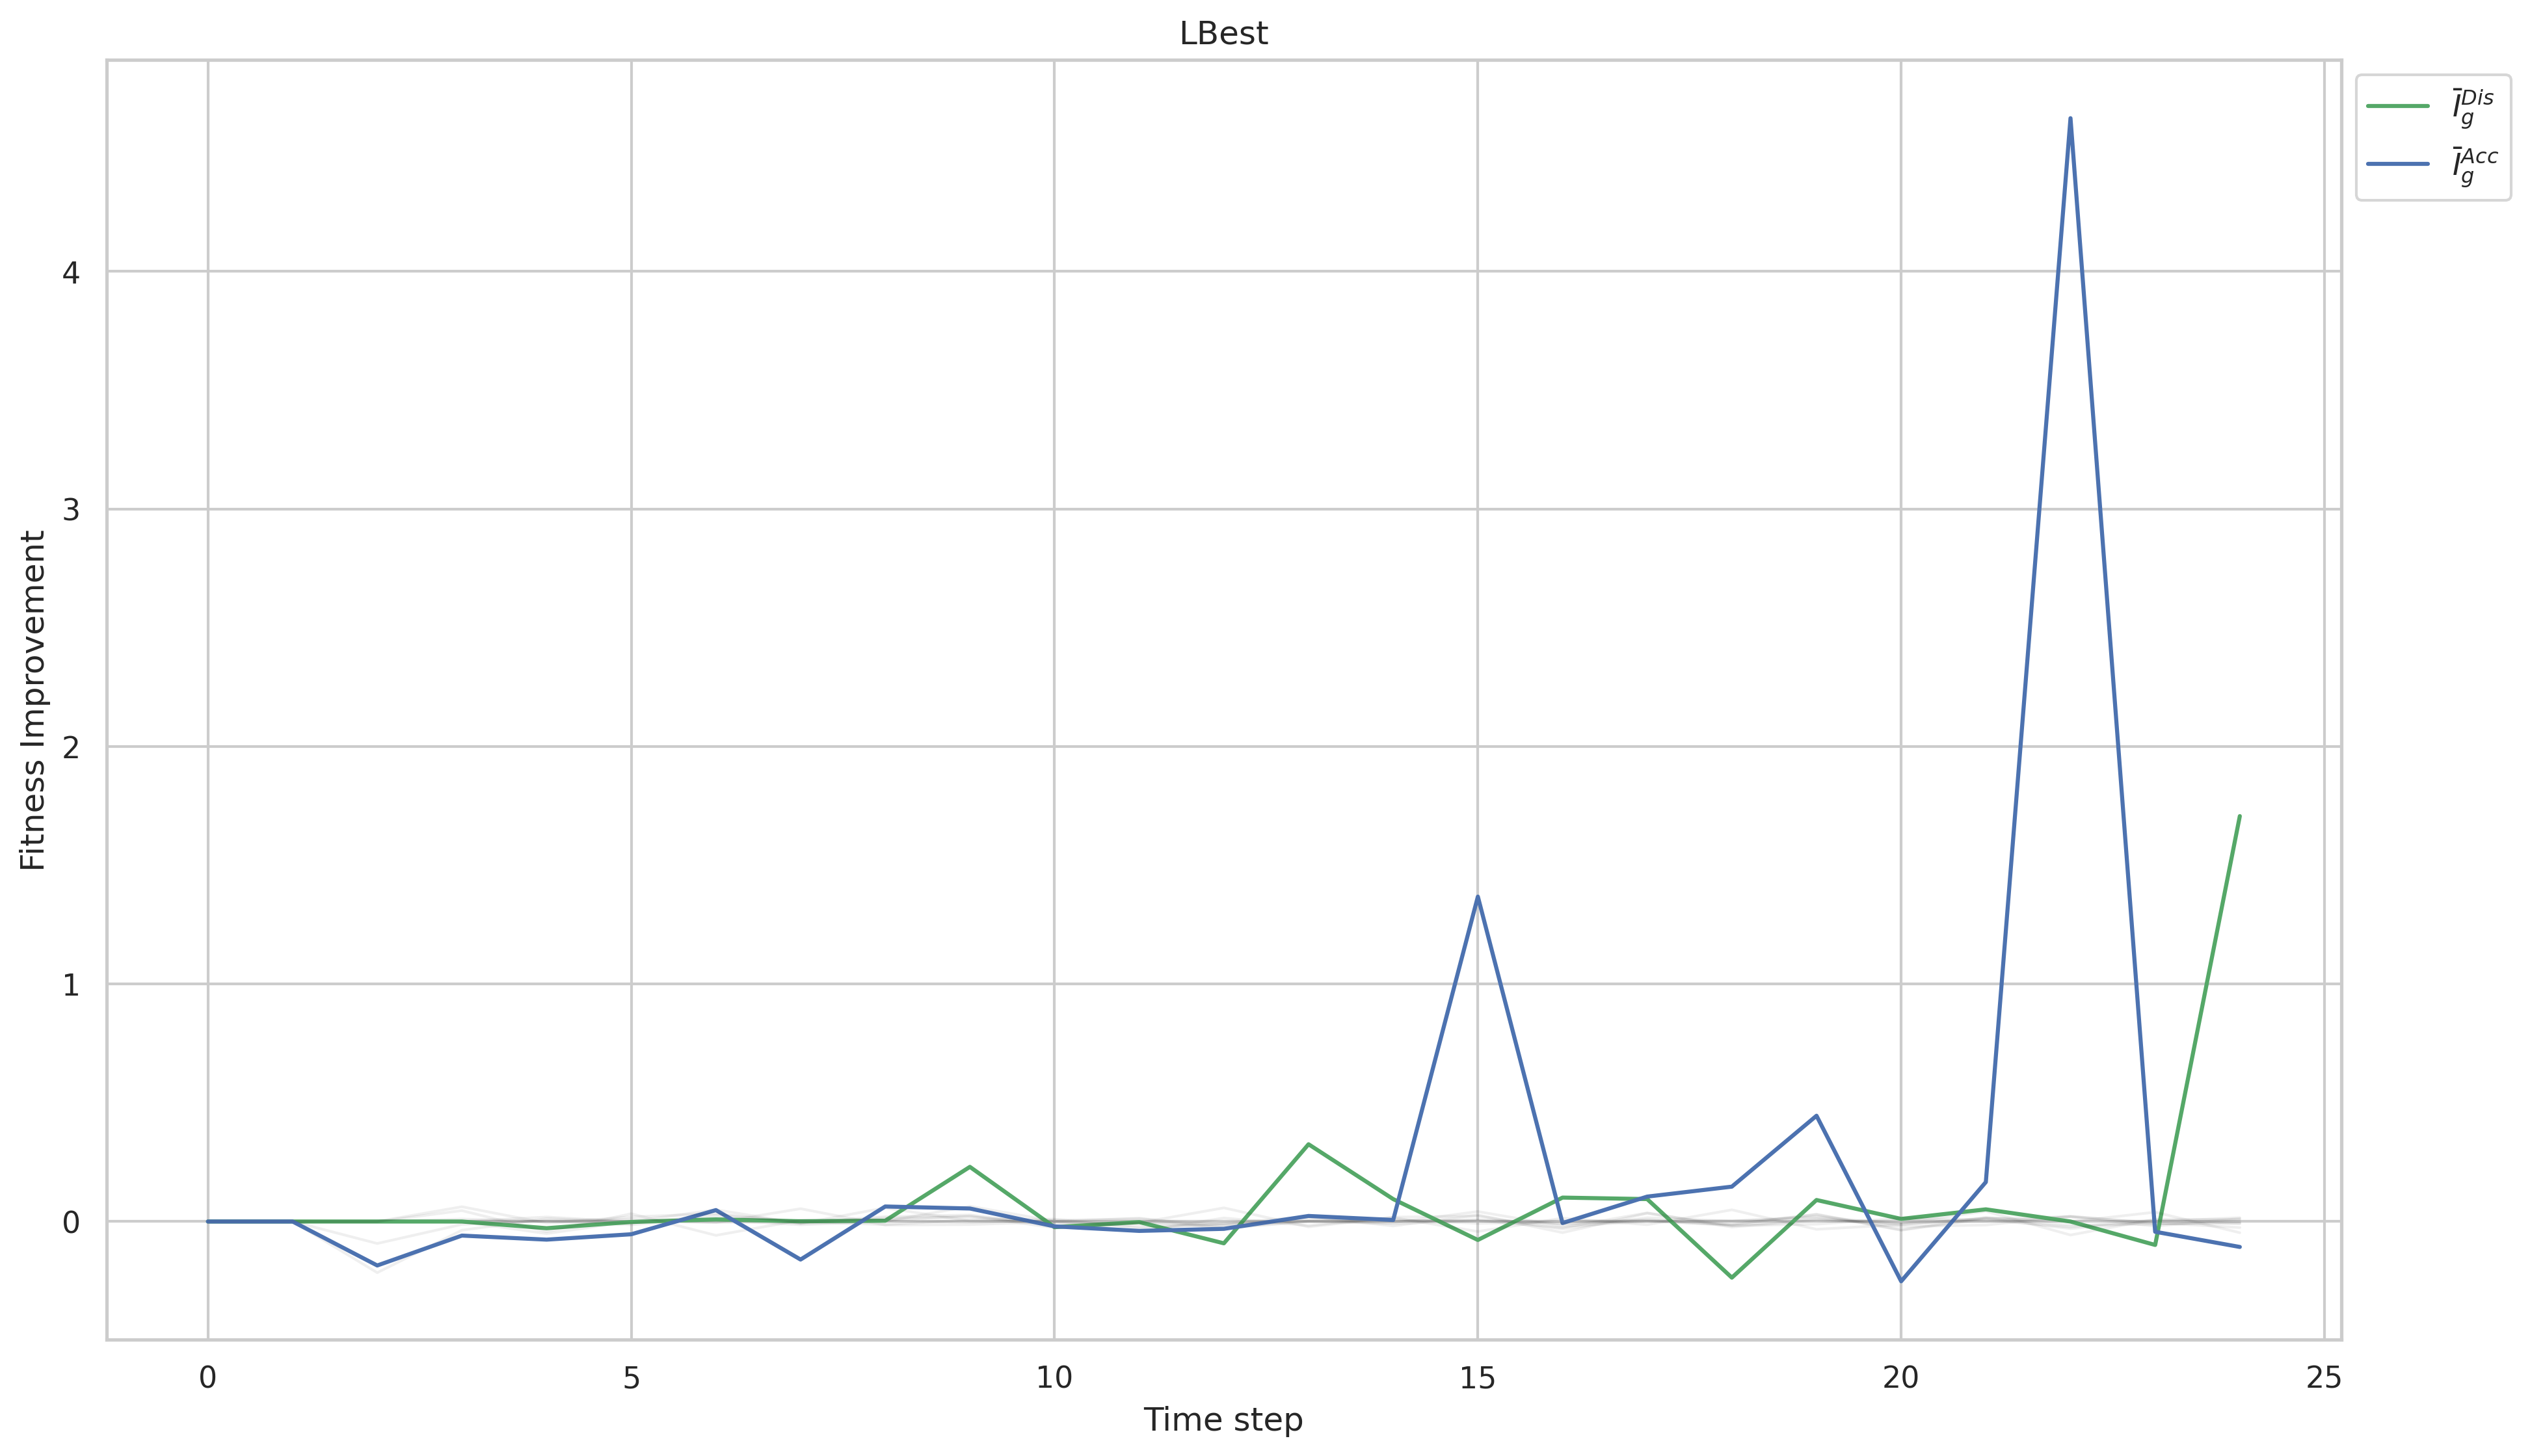 LBest
Ī_g^Dis
Ī_g^Acc
4
3
2
1
0
Fitness Improvement
0 5 10 15 20 25
Time step